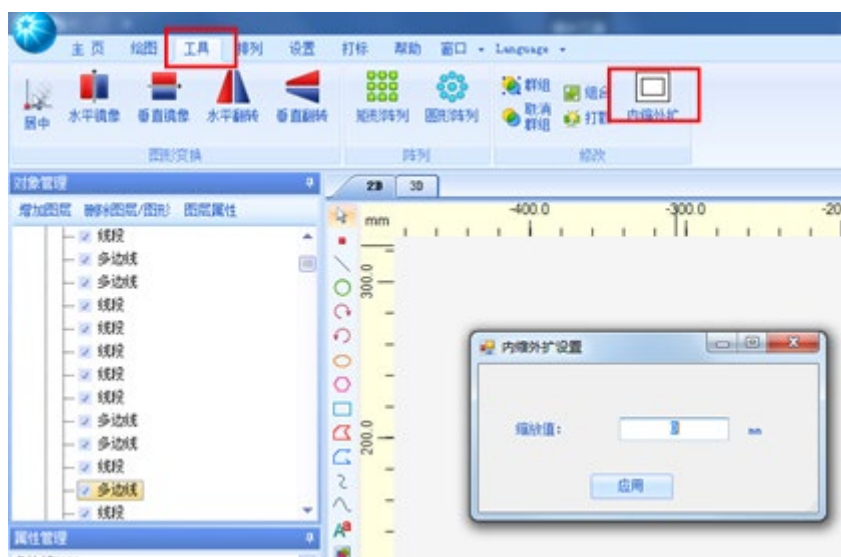 主页 绘图 工具 排列 设置 打标 帮助 窗口 Language
居中 水平镜像 垂直镜像 水平翻转 垂直翻转 矩形阵列 圆形阵列 群组 取消群组 组合 打散 内缩外扩
图形变换 阵列 修改
对象管理 2D 3D
增加图层 删除图层/图形 图层属性
mm -400.0 -300.0 -20
线段
多边线
多边线
线段
线段
线段
线段
线段
多边线
多边线
线段
多边线
线段
300.0
200.0
内缩外扩设置
缩放值: mm
应用
属性管理